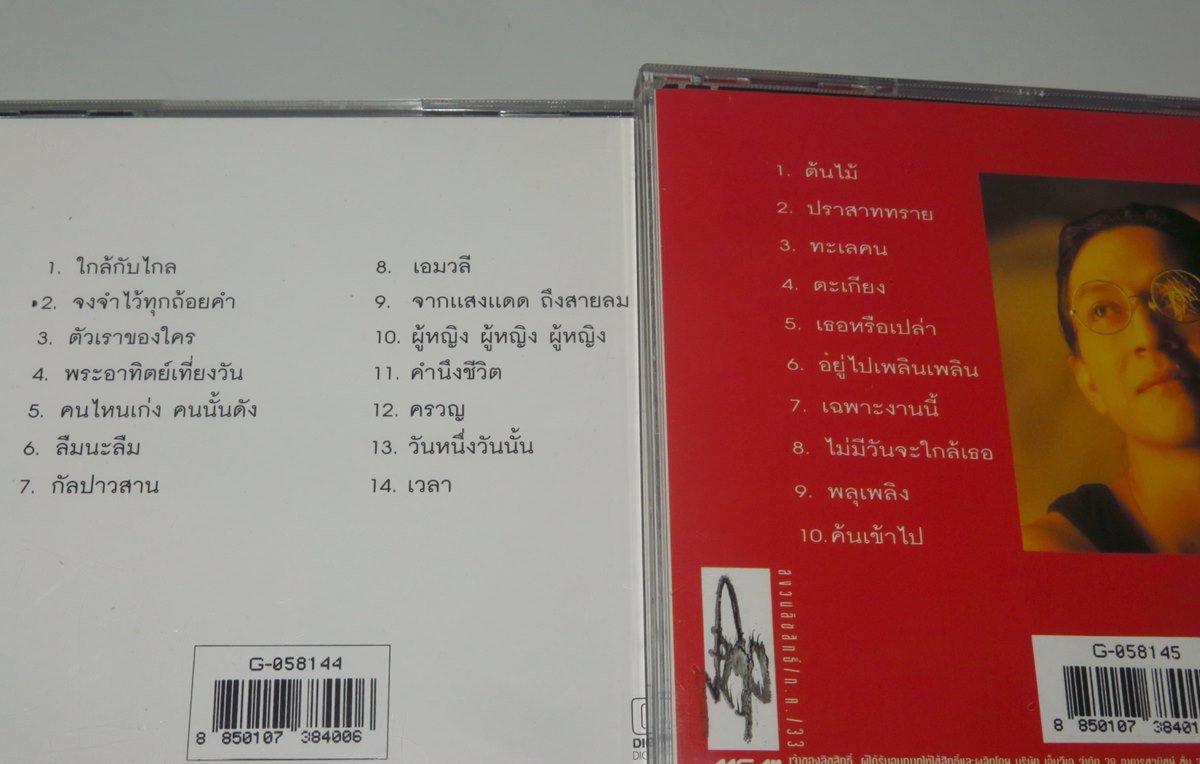 1. ใกล้กับไกล
2. จงจำไว้ทุกถ้อยคำ
3. ตัวเราของใคร
4. พระอาทิตย์เที่ยงวัน
5. คนไหนเก่ง คนนั้นดัง
6. ลืมนะลืม
7. กัลปาวสาน
8. เอมวลี
9. จากแสงแดด ถึงสายลม
10. ผู้หญิง ผู้หญิง ผู้หญิง
11. คำนึงชีวิต
12. ครวญ
13. วันหนึ่งวันนั้น
14. เวลา
G-058144
8 850107 384006
1. ต้นไม้
2. ปราสาททราย
3. ทะเลคน
4. ตะเกียง
5. เธอหรือเปล่า
6. อยู่ไปเพลินเพลิน
7. เฉพาะงานนี้
8. ไม่มีวันจะใกล้เธอ
9. พลุเพลิง
10. ค้นเข้าไป
สงวนลิขสิทธิ์/ก.ค./33
G-058145
8 850107 38401